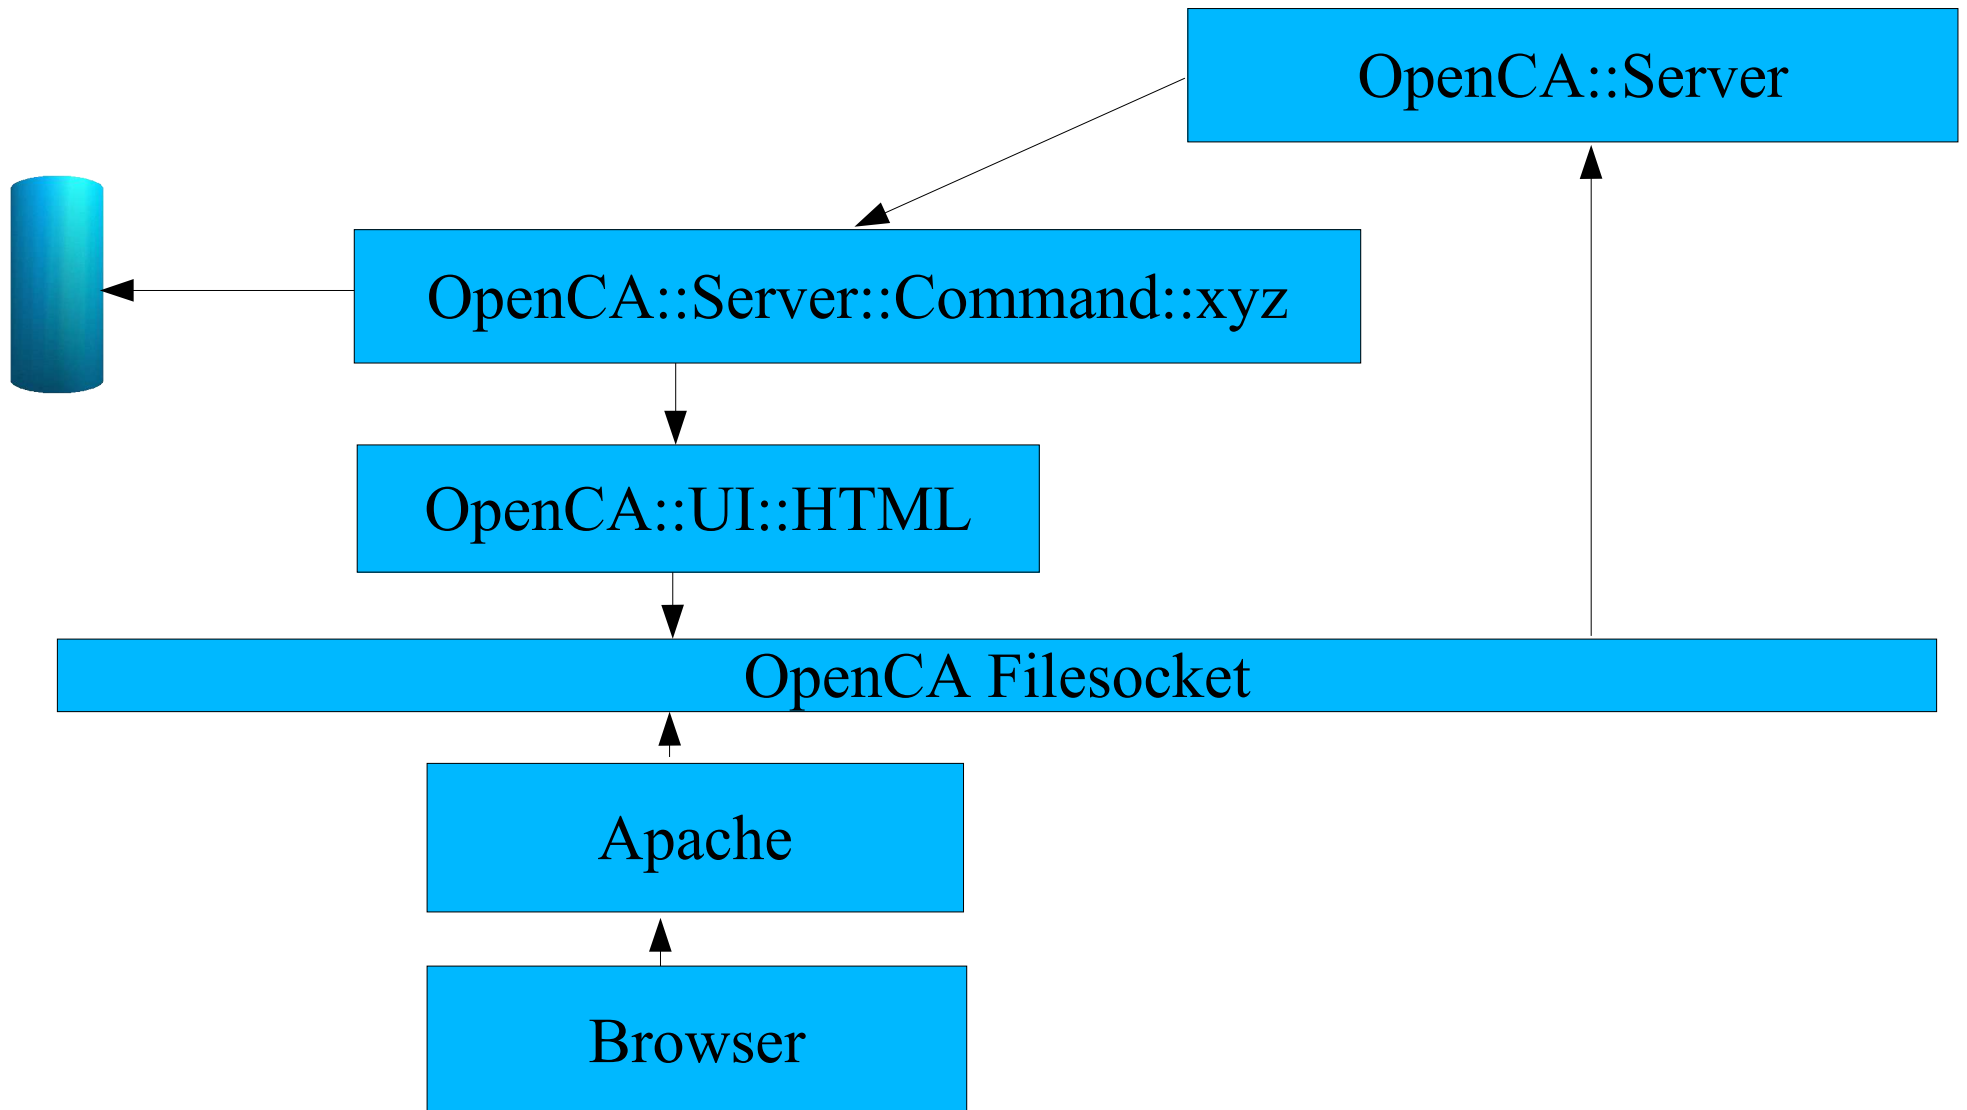 OpenCA::Server
OpenCA::Server::Command::xyz
OpenCA::UI::HTML
OpenCA Filesocket
Apache
Browser